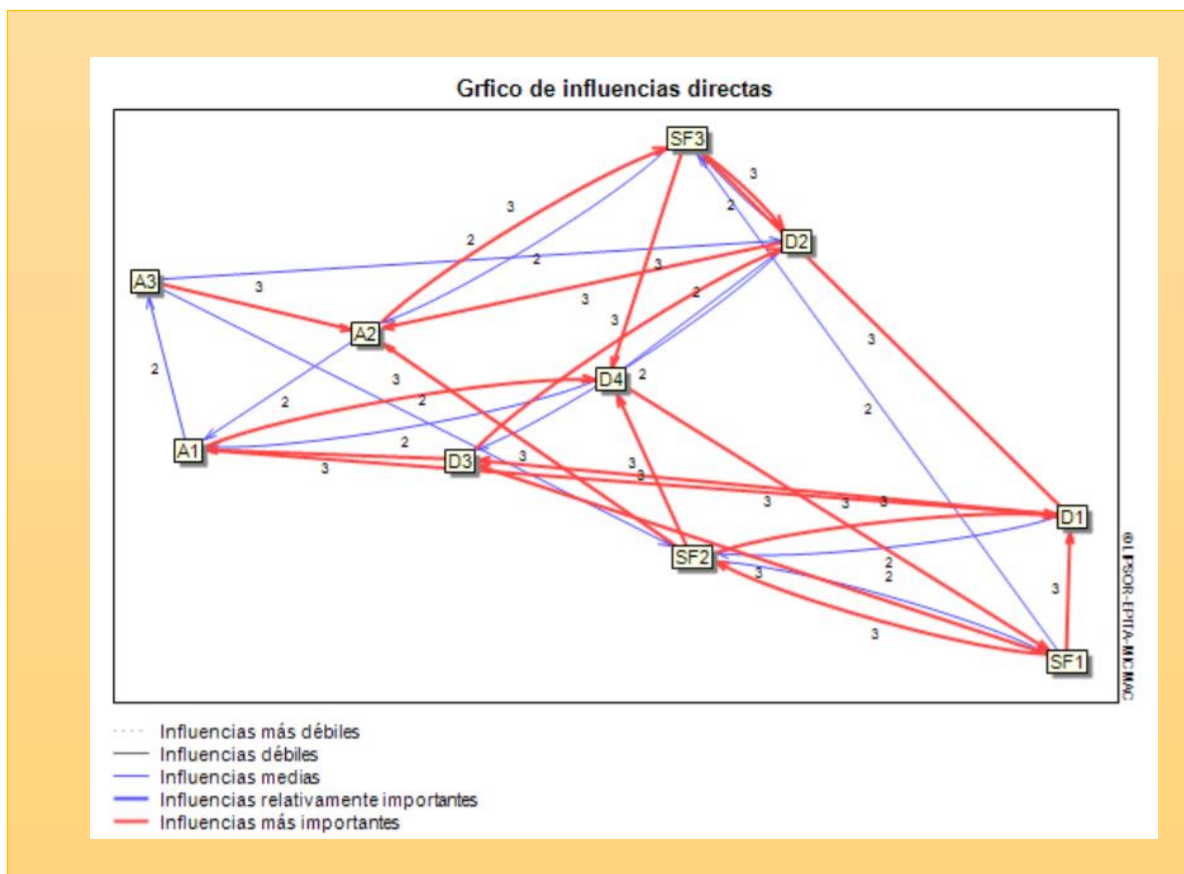 Grfico de influencias directas
SF3
3
3
2
D2
2
2
A3
3
3
2
3
3
A2
3
2
3
D4
2
2
3
2
2
2
A1
D3
3
3
3
3
3
3
3
D1
SF2
2
3
2
3
3
SF1
©LIPSOR-EPITA-MICMAC
Influencias más débiles
Influencias débiles
Influencias medias
Influencias relativamente importantes
Influencias más importantes